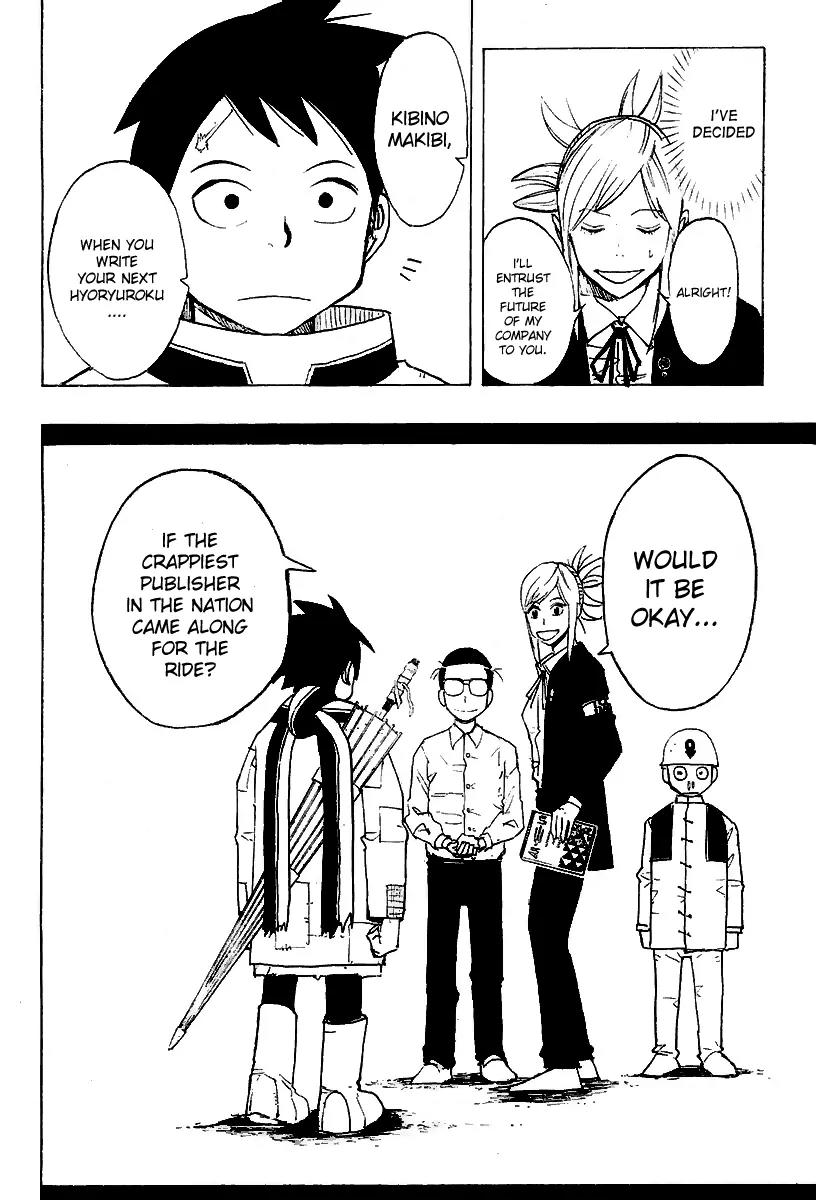 I'VE
DECIDED
ALRIGHT!
I'LL
ENTRUST
THE
FUTURE
OF MY
COMPANY
TO YOU.
KIBINO
MAKIBI,
WHEN YOU
WRITE
YOUR NEXT
HYORYUROKU
....
WOULD
IT BE
OKAY...
IF THE
CRAPPIEST
PUBLISHER
IN THE NATION
CAME ALONG
FOR THE
RIDE?